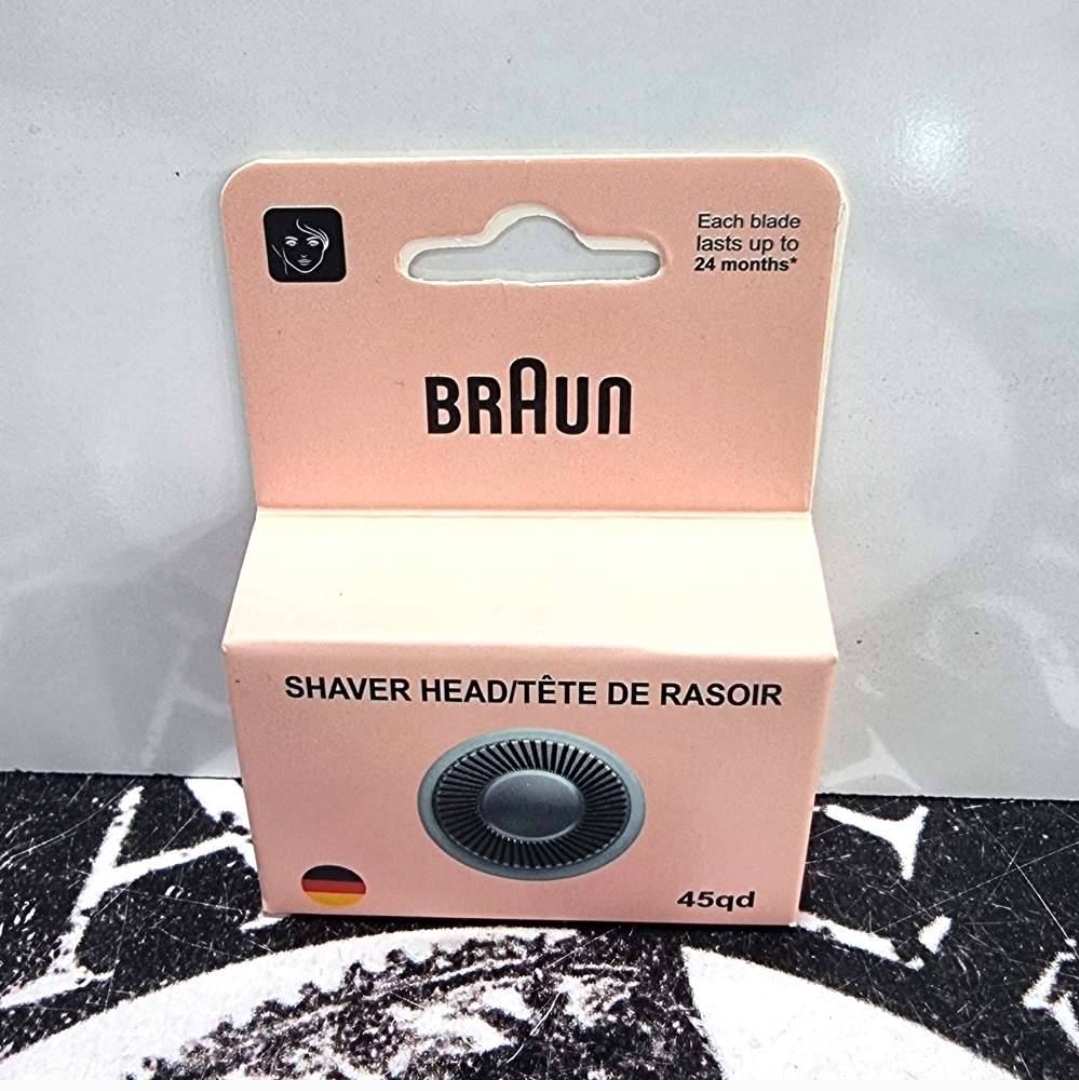 Each blade
lasts up to
24 months*
BRAUN
SHAVER HEAD/TÊTE DE RASOIR
45qd